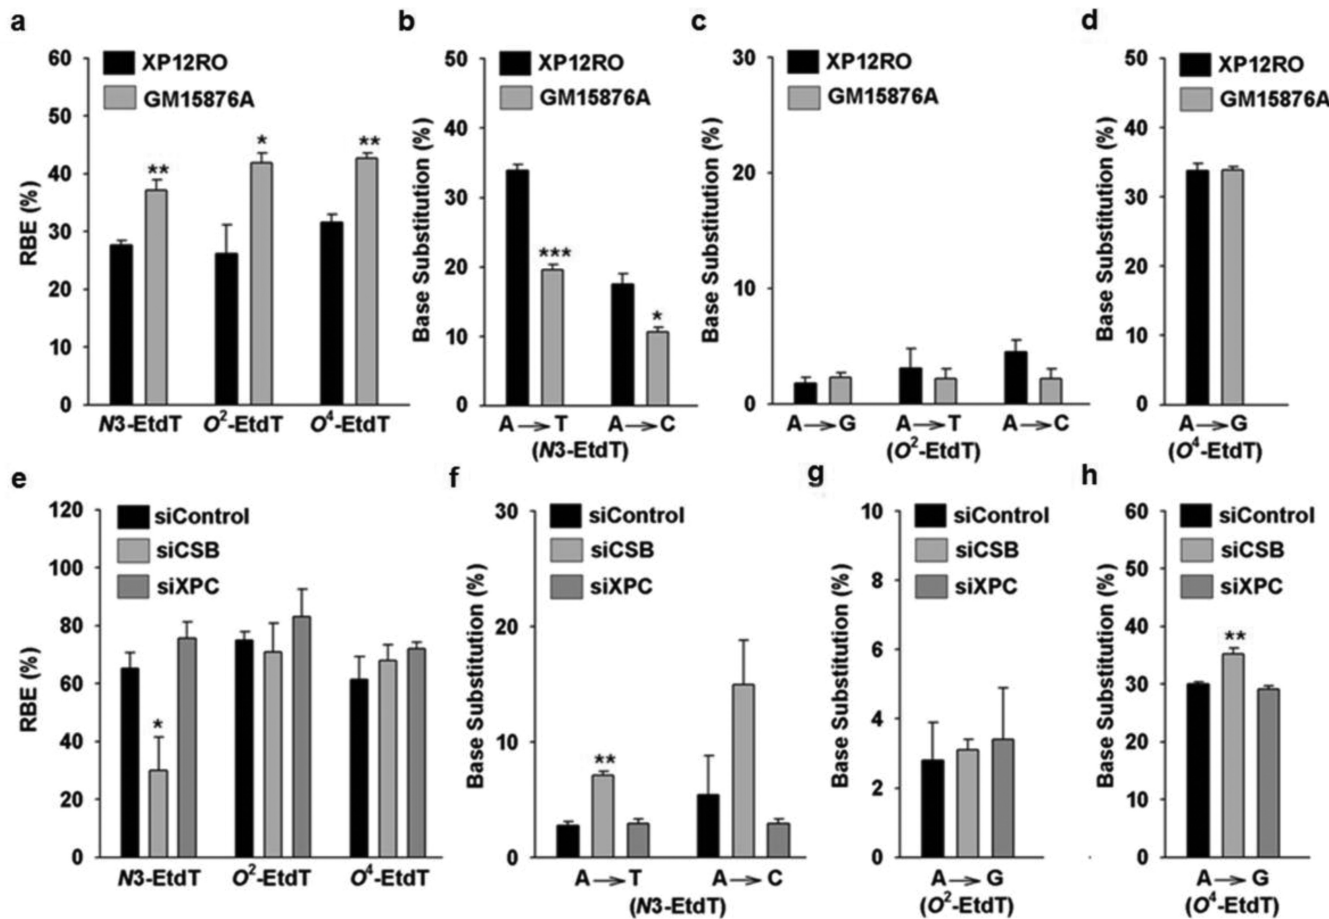 a
60
50
40
30
20
10
0
RBE (%)
XP12RO
GM15876A
**
*
**
N3-EtdT
O²-EtdT
O⁴-EtdT
b
50
40
30
20
10
0
Base Substitution (%)
XP12RO
GM15876A
***
*
A→T
A→C
(N3-EtdT)
c
30
20
10
0
Base Substitution (%)
XP12RO
GM15876A
A→G
A→T
A→C
(O²-EtdT)
d
50
40
30
20
10
0
Base Substitution (%)
XP12RO
GM15876A
A→G
(O⁴-EtdT)
e
120
100
80
60
40
20
0
RBE (%)
siControl
siCSB
siXPC
*
N3-EtdT
O²-EtdT
O⁴-EtdT
f
30
20
10
0
Base Substitution (%)
siControl
siCSB
siXPC
**
A→T
A→C
(N3-EtdT)
g
10
8
6
4
2
0
Base Substitution (%)
siControl
siCSB
siXPC
A→G
(O²-EtdT)
h
60
50
40
30
20
10
0
Base Substitution (%)
siControl
siCSB
siXPC
**
A→G
(O⁴-EtdT)